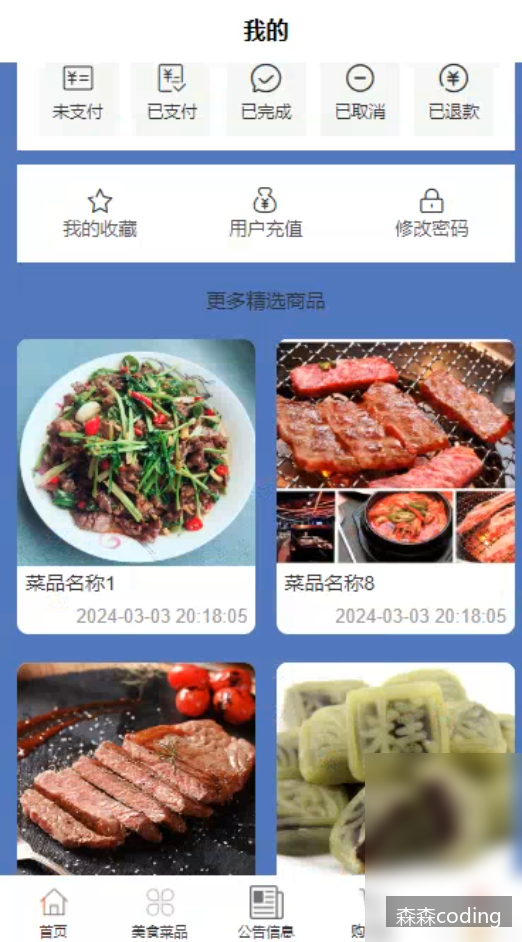 我的
未支付 已支付 已完成 已取消 已退款
我的收藏 用户充值 修改密码
更多精选商品
菜品名称1 菜品名称8
2024-03-03 20:18:05 2024-03-03 20:18:05
首页 美食菜品 公告信息 购
森森coding